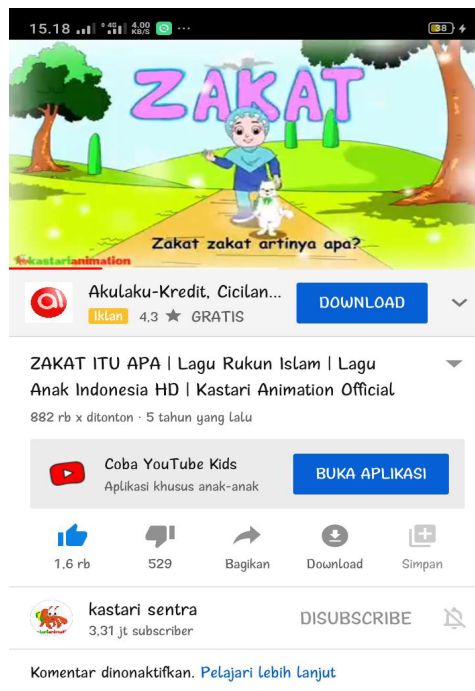 15.18 4G 4.00 KB/S ... 38
ZAKAT
Zakat zakat artinya apa?
kastarianimation
Akulaku-Kredit, Cicilan...
Iklan 4,3 ★ GRATIS
DOWNLOAD
ZAKAT ITU APA | Lagu Rukun Islam | Lagu
Anak Indonesia HD | Kastari Animation Official
882 rb x ditonton · 5 tahun yang lalu
Coba YouTube Kids
Aplikasi khusus anak-anak
BUKA APLIKASI
1,6 rb
529
Bagikan
Download
Simpan
kastari sentra
3,31 jt subscriber
DISUBSCRIBE
Komentar dinonaktifkan. Pelajari lebih lanjut